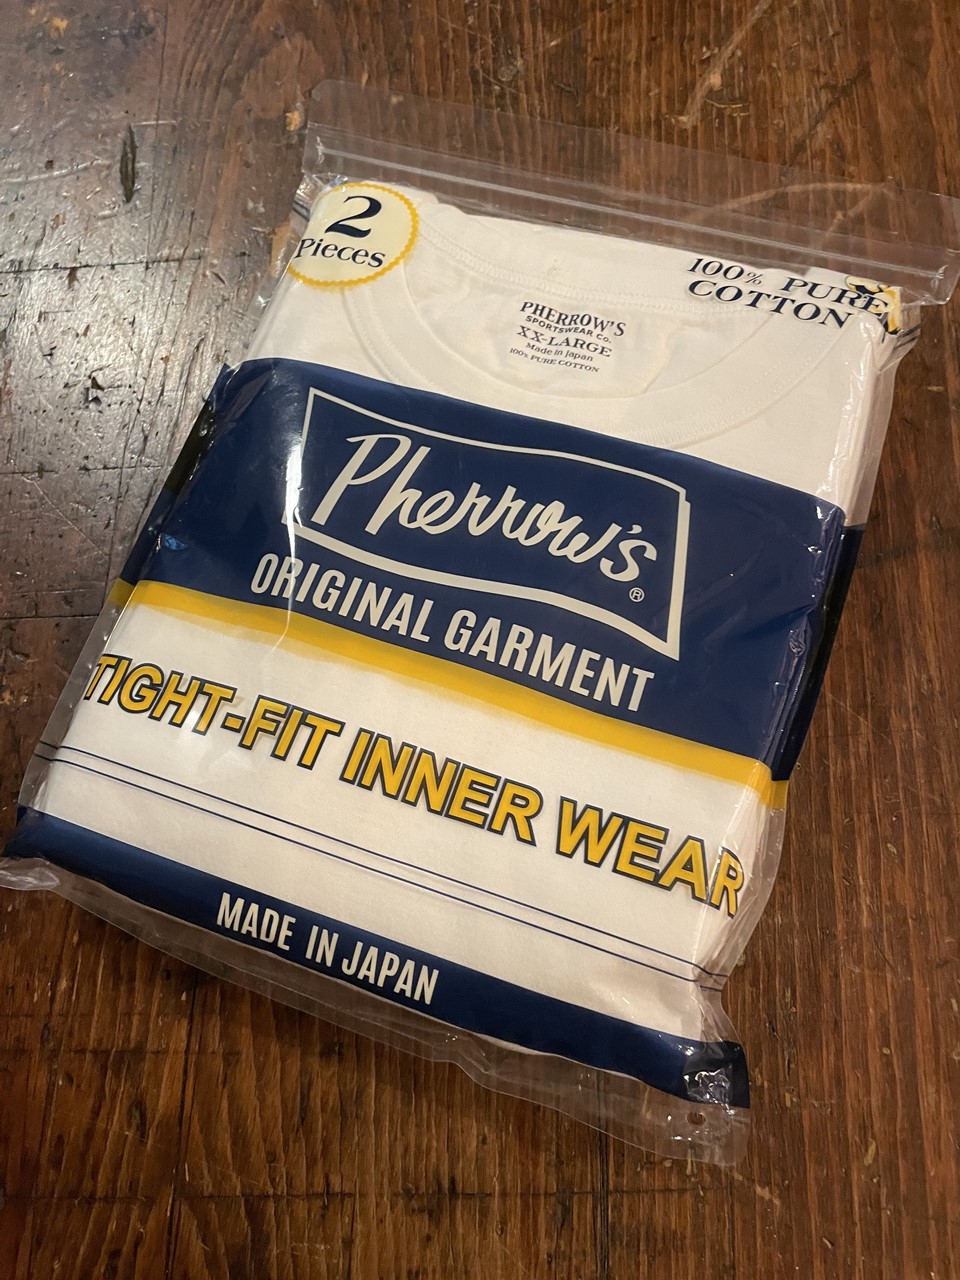 2
Pieces
100% PURE
COTTON
PHERROW'S
SPORTSWEAR Co.
XX-LARGE
Made in Japan
100% PURE COTTON
Pherrow's
®
ORIGINAL GARMENT
TIGHT-FIT INNER WEAR
MADE IN JAPAN